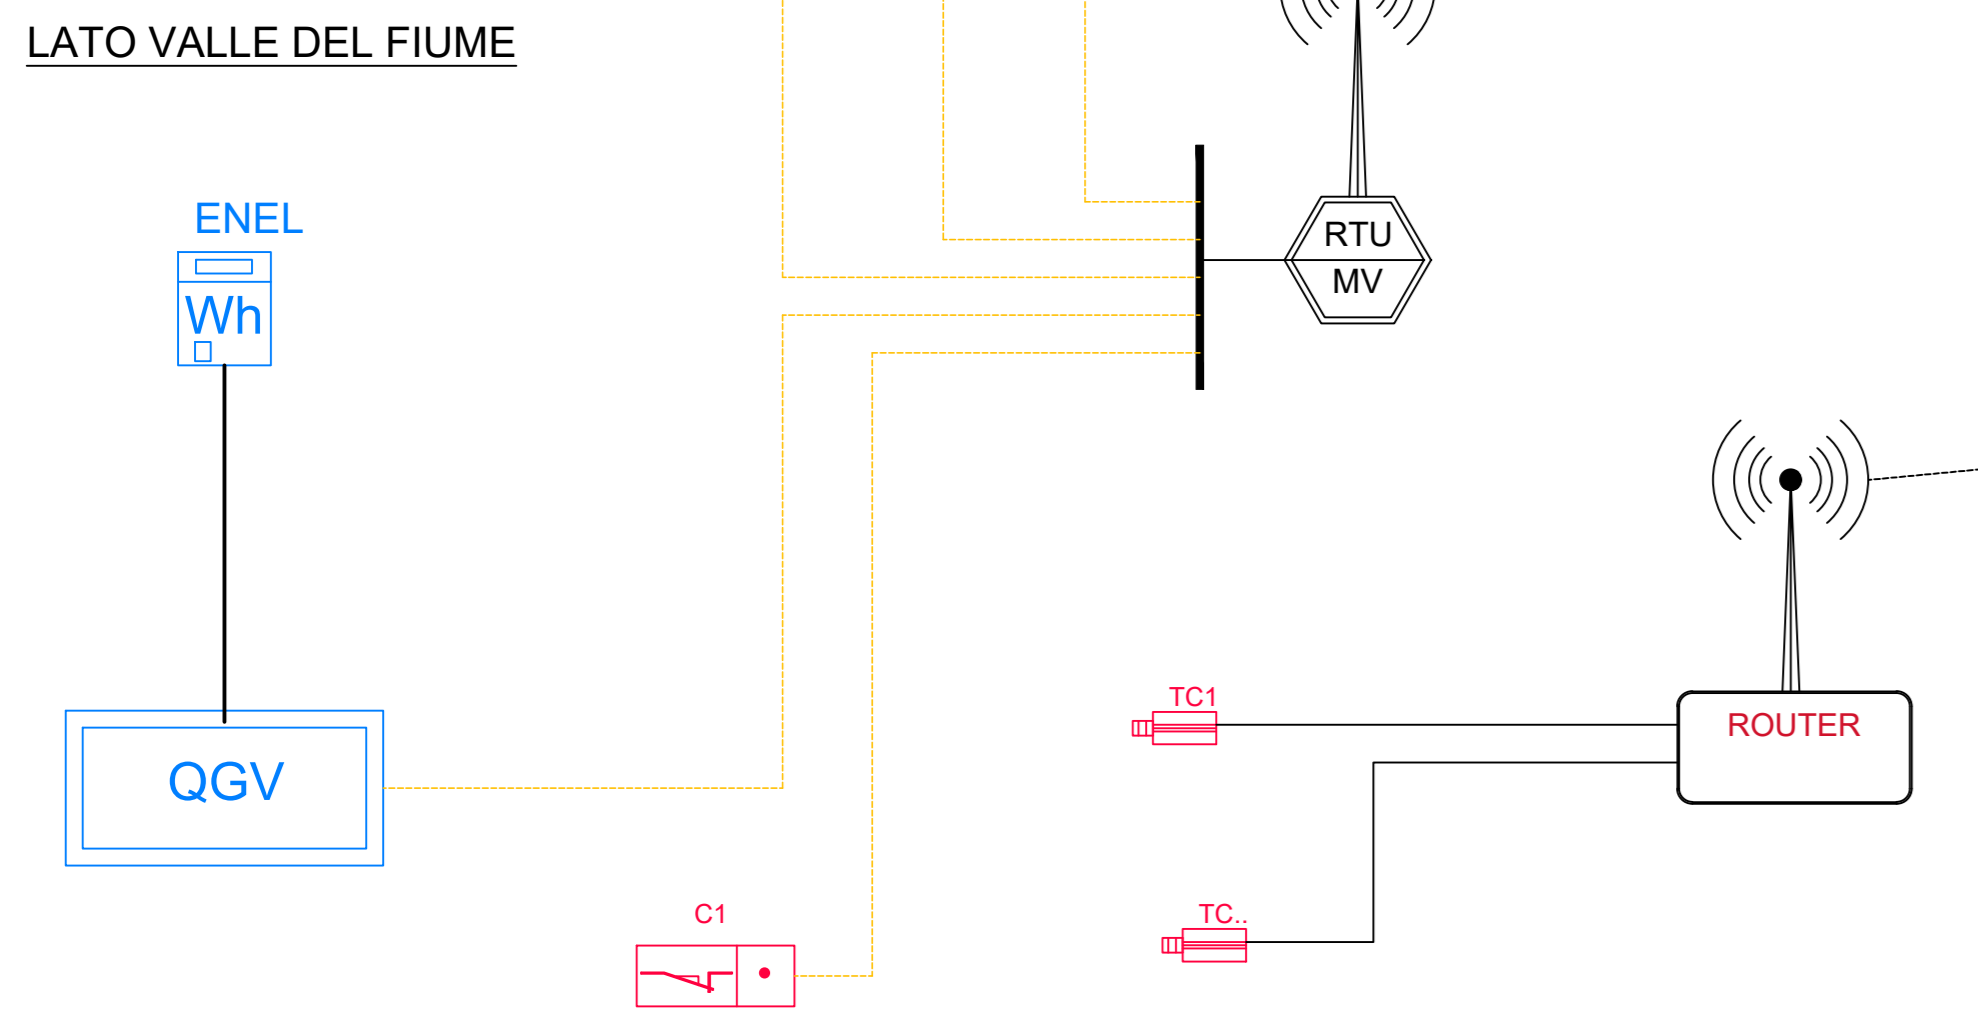 LATO VALLE DEL FIUME
ENEL
Wh
RTU
MV
TC1
ROUTER
QGV
C1
TC..